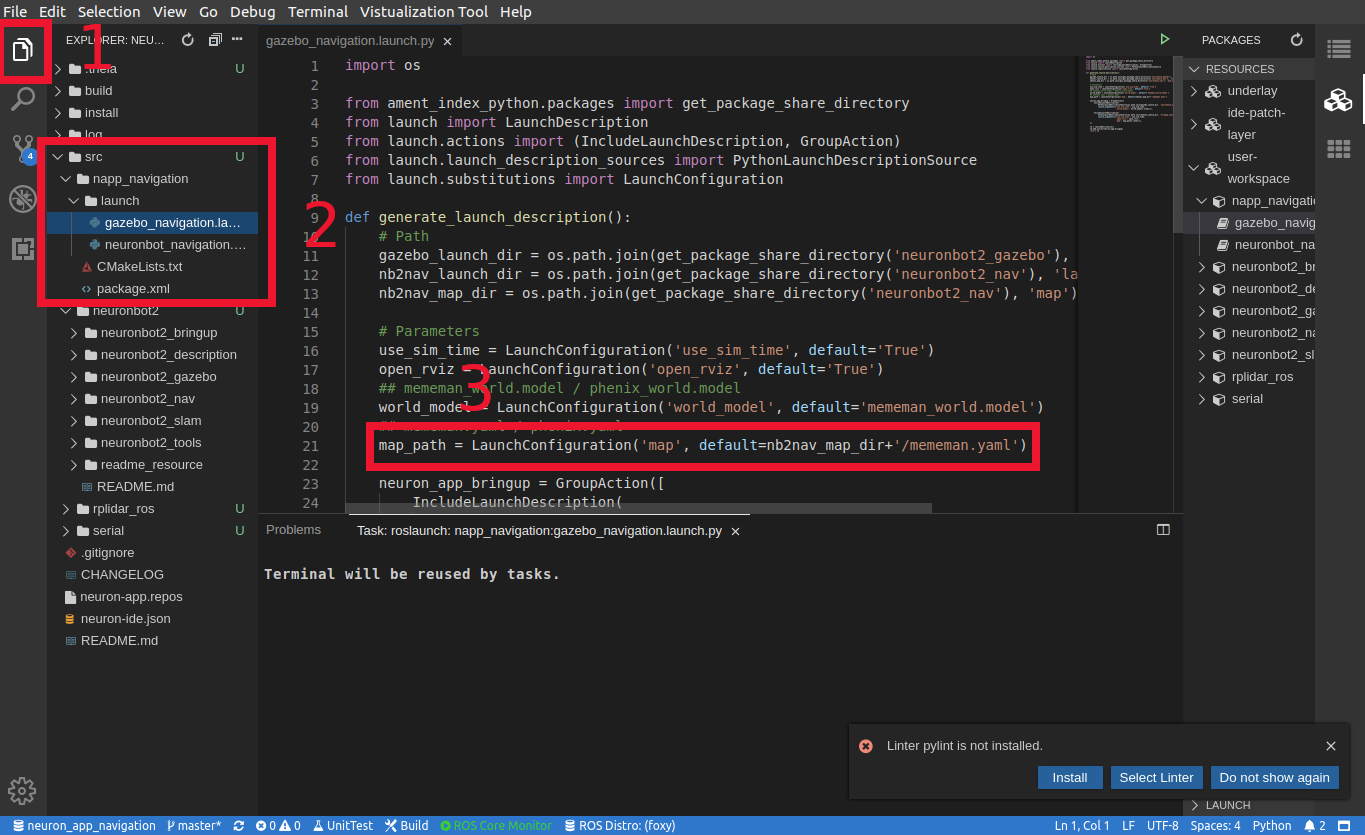 File Edit Selection View Go Debug Terminal Vistualization Tool Help
1
EXPLORER: NEU...
.theia U
build
install
log
src U
napp_navigation
launch
gazebo_navigation.la...
neuronbot_navigation....
CMakeLists.txt
package.xml
neuronbot2 U
neuronbot2_bringup
neuronbot2_description
neuronbot2_gazebo
neuronbot2_nav
neuronbot2_slam
neuronbot2_tools
readme_resource
README.md
rplidar_ros U
serial U
.gitignore
CHANGELOG
neuron-app.repos
neuron-ide.json
README.md
4
gazebo_navigation.launch.py
1 import os
2
3 from ament_index_python.packages import get_package_share_directory
4 from launch import LaunchDescription
5 from launch.actions import (IncludeLaunchDescription, GroupAction)
6 from launch.launch_description_sources import PythonLaunchDescriptionSource
7 from launch.substitutions import LaunchConfiguration
8
2
9 def generate_launch_description():
10 # Path
11 gazebo_launch_dir = os.path.join(get_package_share_directory('neuronbot2_gazebo'),
12 nb2nav_launch_dir = os.path.join(get_package_share_directory('neuronbot2_nav'), 'la
13 nb2nav_map_dir = os.path.join(get_package_share_directory('neuronbot2_nav'), 'map')
14
15 # Parameters
16 use_sim_time = LaunchConfiguration('use_sim_time', default='True')
17 open_rviz = LaunchConfiguration('open_rviz', default='True')
3
18 ## mememan_world.model / phenix_world.model
19 world_model = LaunchConfiguration('world_model', default='mememan_world.model')
20 ## mememan.yaml / phenix.yaml
21 map_path = LaunchConfiguration('map', default=nb2nav_map_dir+'/mememan.yaml')
22
23 neuron_app_bringup = GroupAction([
24 IncludeLaunchDescription(
Problems Task: roslaunch: napp_navigation:gazebo_navigation.launch.py
Terminal will be reused by tasks.
PACKAGES
RESOURCES
underlay
ide-patch-
layer
user-
workspace
napp_navigati
gazebo_navig
neuronbot_na
neuronbot2_br
neuronbot2_de
neuronbot2_ga
neuronbot2_na
neuronbot2_sl
rplidar_ros
serial
Linter pylint is not installed.
Install Select Linter Do not show again
LAUNCH
neuron_app_navigation master* 0 0 UnitTest Build ROS Core Monitor ROS Distro: (foxy) Ln 1, Col 1 LF UTF-8 Spaces: 4 Python 2